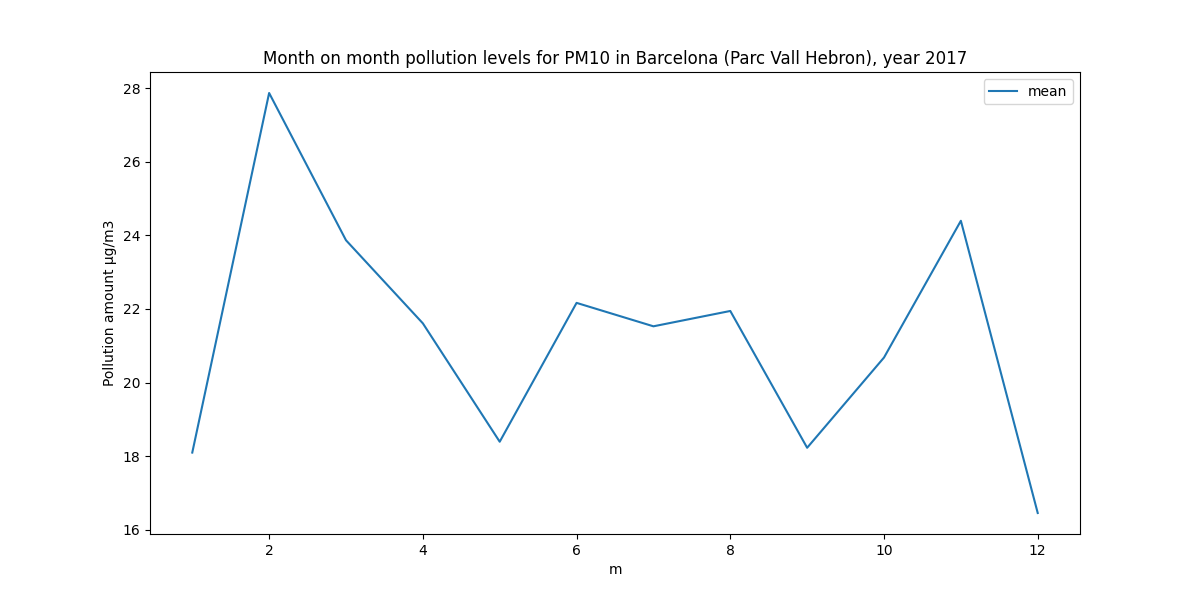 Month on month pollution levels for PM10 in Barcelona (Parc Vall Hebron), year 2017
mean
Pollution amount µg/m3
28
26
24
22
20
18
16
2 4 6 8 10 12
m